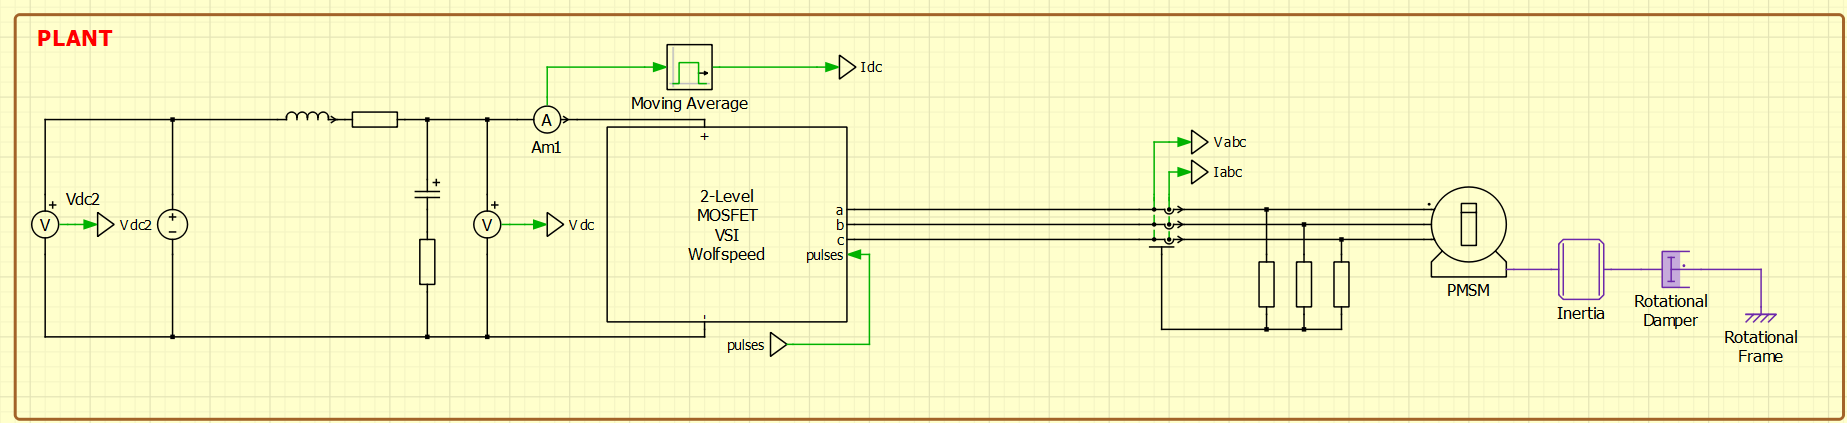 PLANT
Idc
Moving Average
A
Am1
+
2-Level
MOSFET
VSI
Wolfspeed
a
b
c
pulses
-
pulses
Vdc2
+
V
Vdc2
+
−
+
+
V
Vdc
Vabc
Iabc
PMSM
Inertia
Rotational
Damper
Rotational
Frame